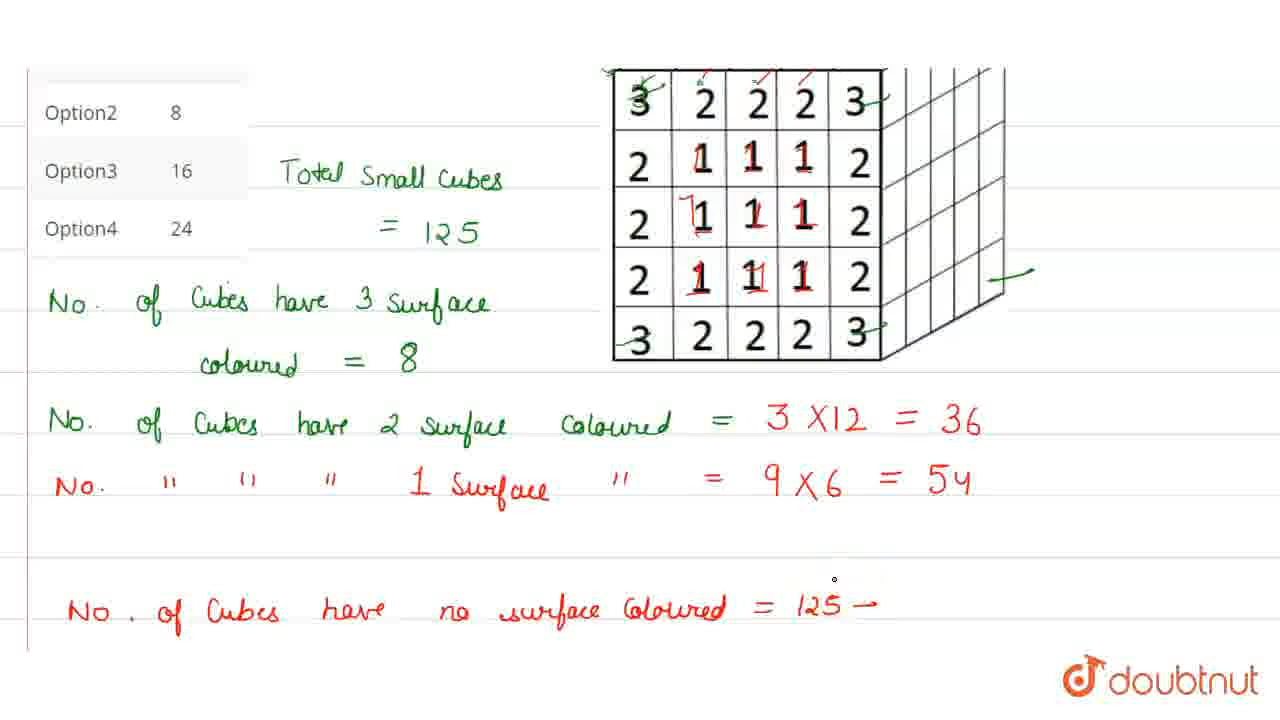 Option2 8
Option3 16
Option4 24
Total Small Cubes
= 125
No. of Cubes have 3 surface
coloured = 8
3 2 2 2 3
2 1 1 1 2
2 1 1 1 2
2 1 1 1 2
3 2 2 2 3
No. of Cubes have 2 surface coloured = 3 X 12 = 36
No. " " " 1 Surface " = 9 X 6 = 54
No. of Cubes have no surface Coloured = 125 -
doubtnut